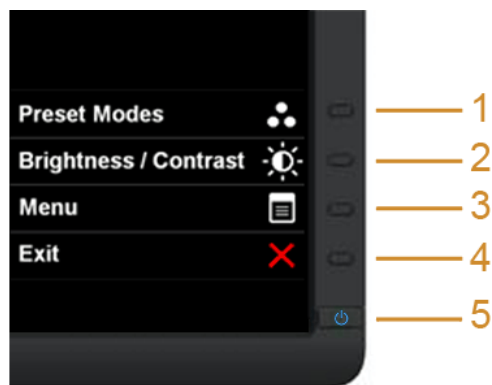 Preset Modes 1
Brightness / Contrast 2
Menu 3
Exit 4
5